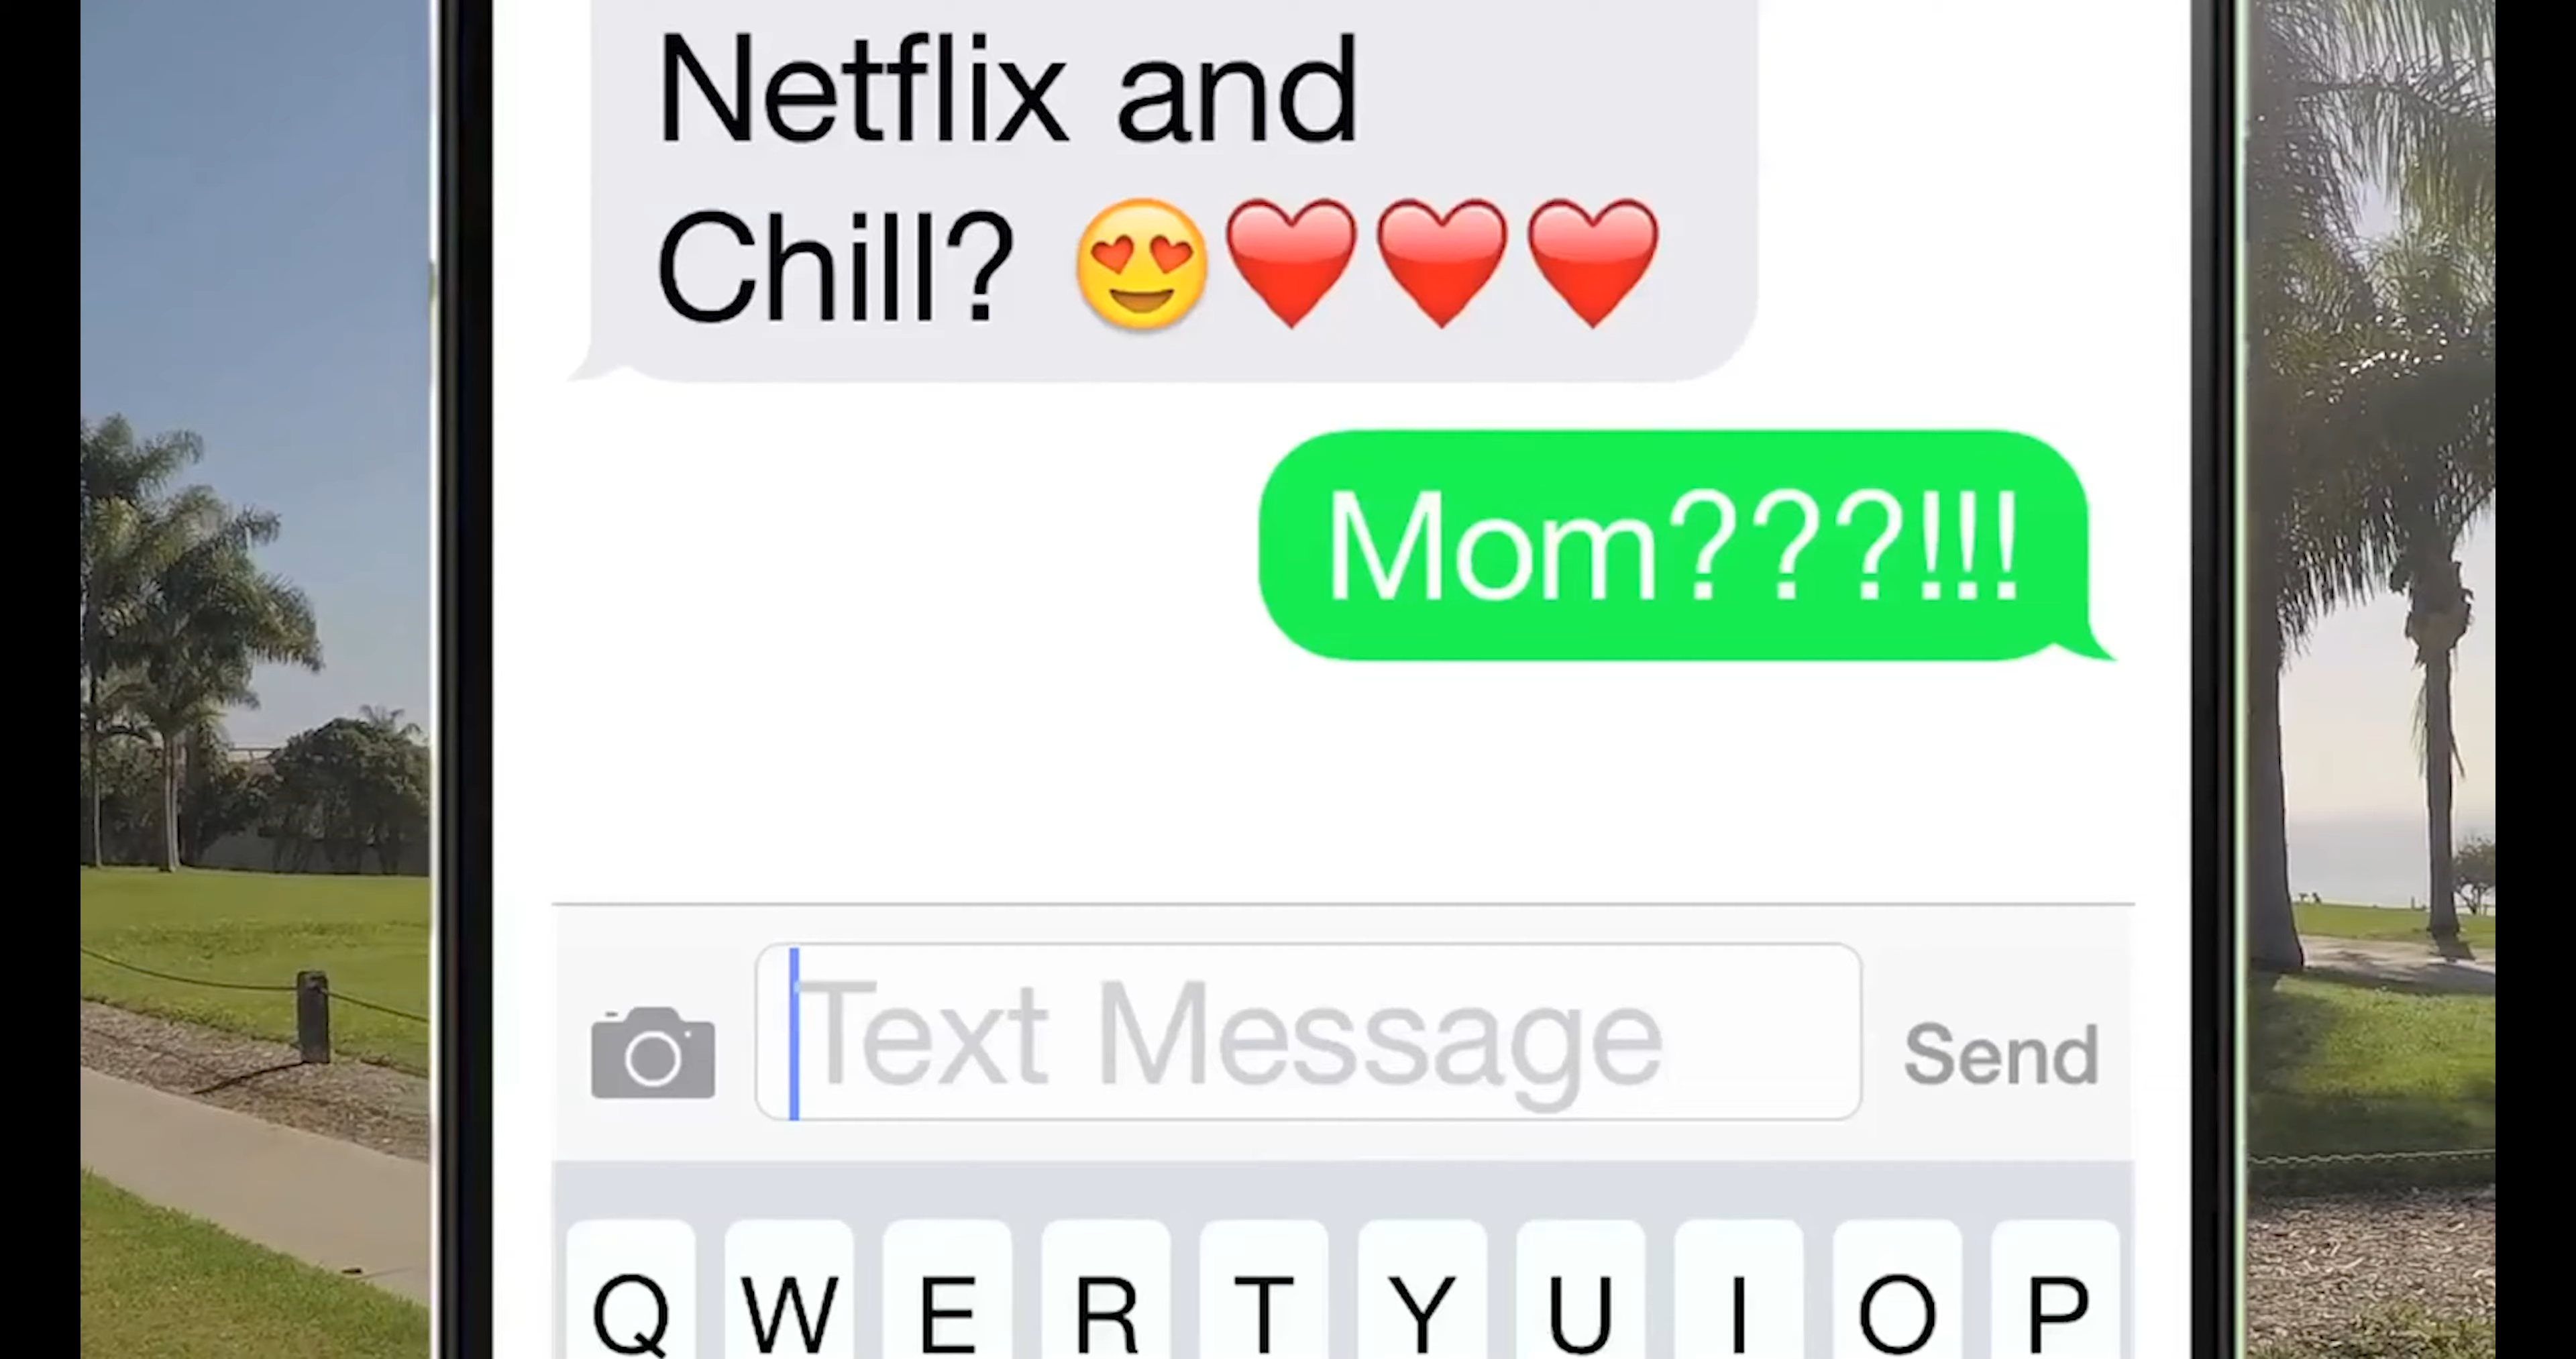 Netflix and
Chill? 😍❤️❤️❤️
Mom???!!!
Text Message
Send
Q W E R T Y U I O P